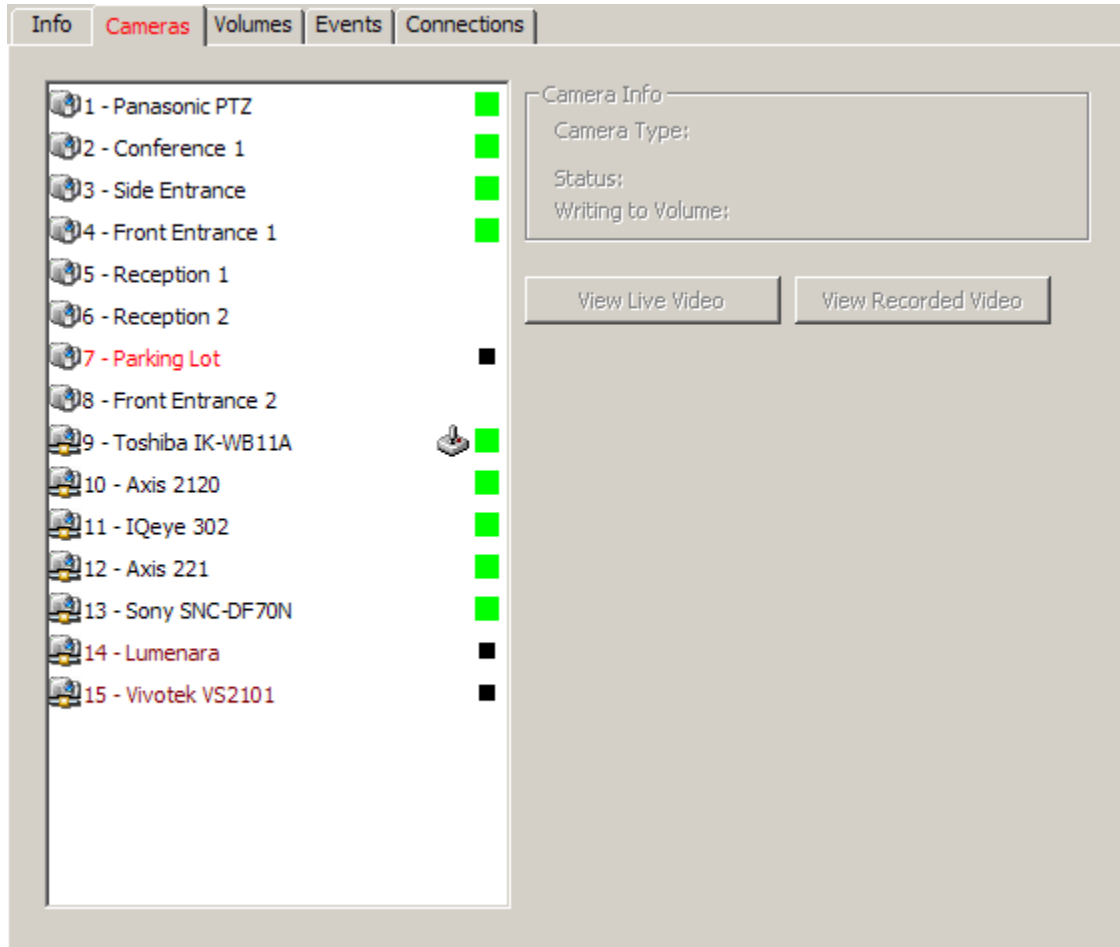 Info Cameras Volumes Events Connections
1 - Panasonic PTZ
2 - Conference 1
3 - Side Entrance
4 - Front Entrance 1
5 - Reception 1
6 - Reception 2
7 - Parking Lot
8 - Front Entrance 2
9 - Toshiba IK-WB11A
10 - Axis 2120
11 - IQeye 302
12 - Axis 221
13 - Sony SNC-DF70N
14 - Lumenara
15 - Vivotek VS2101
Camera Info
Camera Type:
Status:
Writing to Volume:
View Live Video View Recorded Video